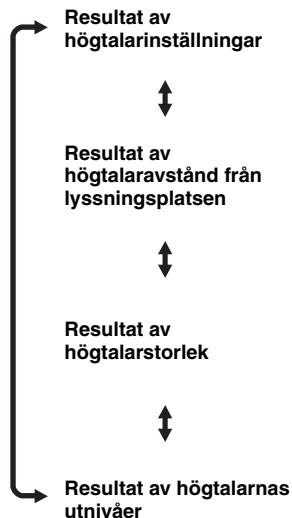 Resultat av
högtalarinställningar
Resultat av
högtalaravstånd från
lyssningsplatsen
Resultat av
högtalarstorlek
Resultat av högtalarnas
utnivåer